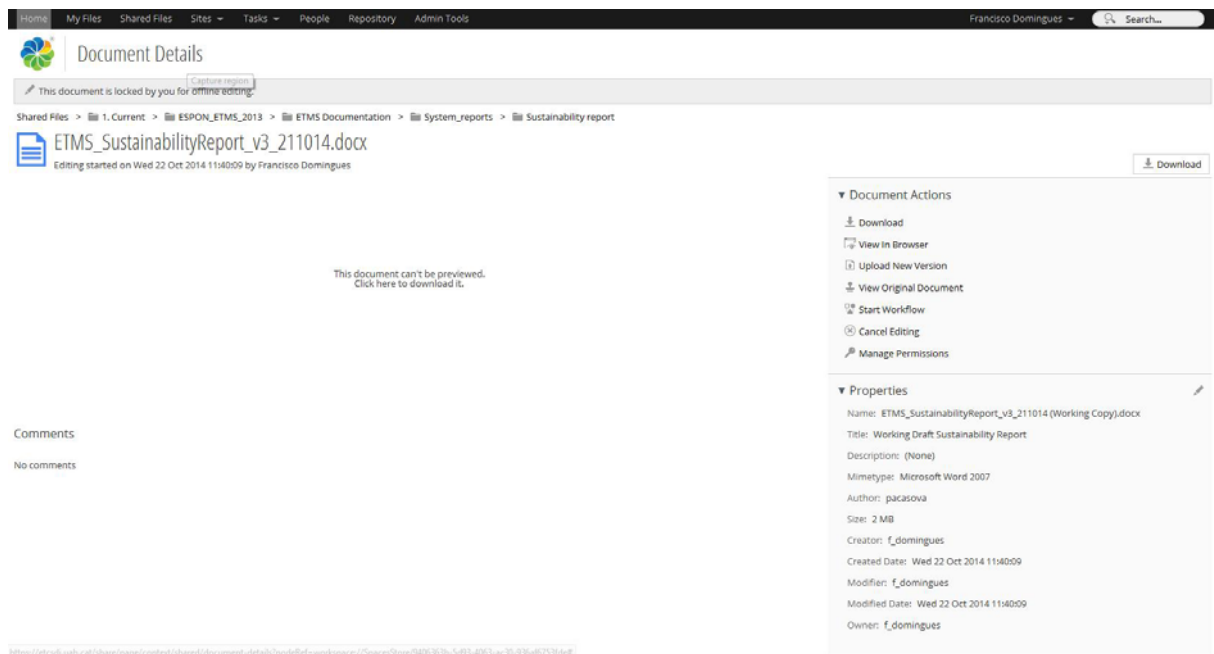 Home My Files Shared Files Sites Tasks People Repository Admin Tools Francisco Domingues Search...
Document Details
Capture region
This document is locked by you for offline editing.
Shared Files > 1. Current > ESPON_ETMS_2013 > ETMS Documentation > System_reports > Sustainability report
ETMS_SustainabilityReport_v3_211014.docx
Editing started on Wed 22 Oct 2014 11:40:09 by Francisco Domingues
Download
Document Actions
Download
View In Browser
Upload New Version
View Original Document
Start Workflow
Cancel Editing
Manage Permissions
This document can't be previewed.
Click here to download it.
Properties
Name: ETMS_SustainabilityReport_v3_211014 (Working Copy).docx
Title: Working Draft Sustainability Report
Description: (None)
Mimetype: Microsoft Word 2007
Author: pacasova
Size: 2 MB
Creator: f_domingues
Created Date: Wed 22 Oct 2014 11:40:09
Modifier: f_domingues
Modified Date: Wed 22 Oct 2014 11:40:09
Owner: f_domingues
Comments
No comments